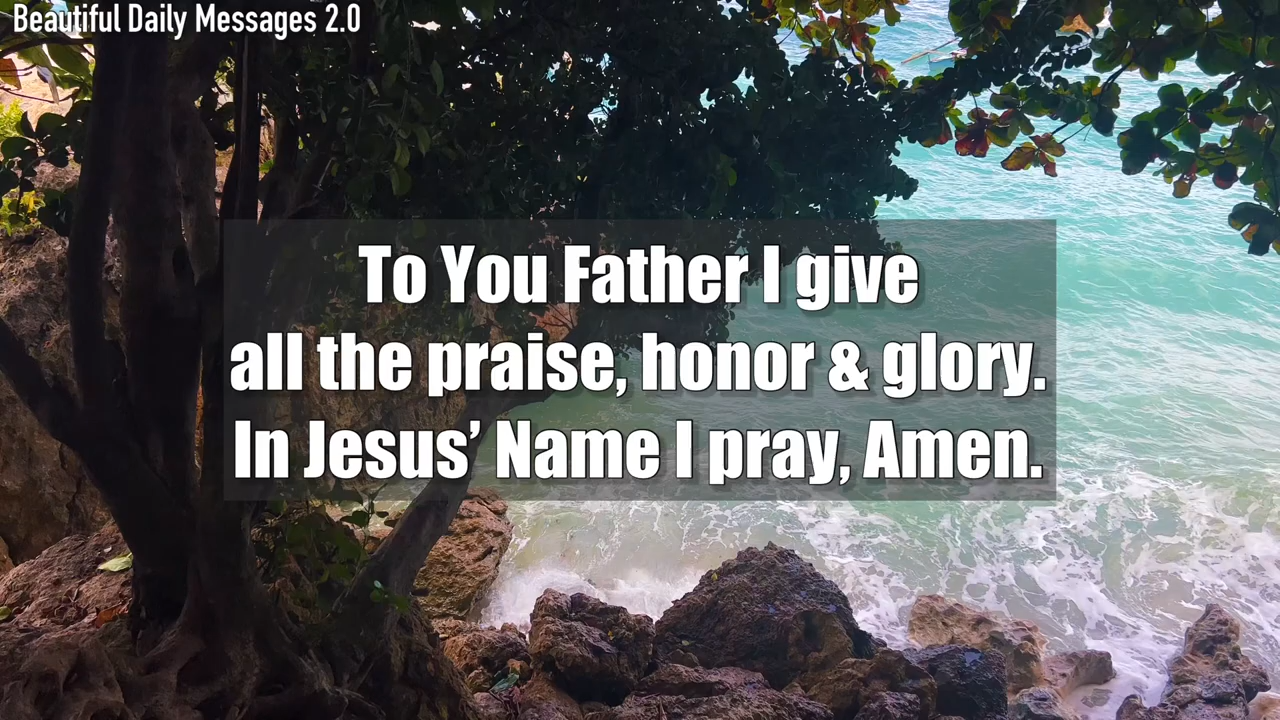 Beautiful Daily Messages 2.0
To You Father I give
all the praise, honor & glory.
In Jesus’ Name I pray, Amen.